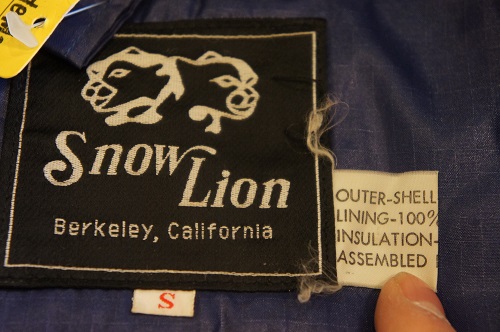 Snow Lion
Berkeley, California
S
OUTER-SHELL
LINING-100%
INSULATION-
ASSEMBLED